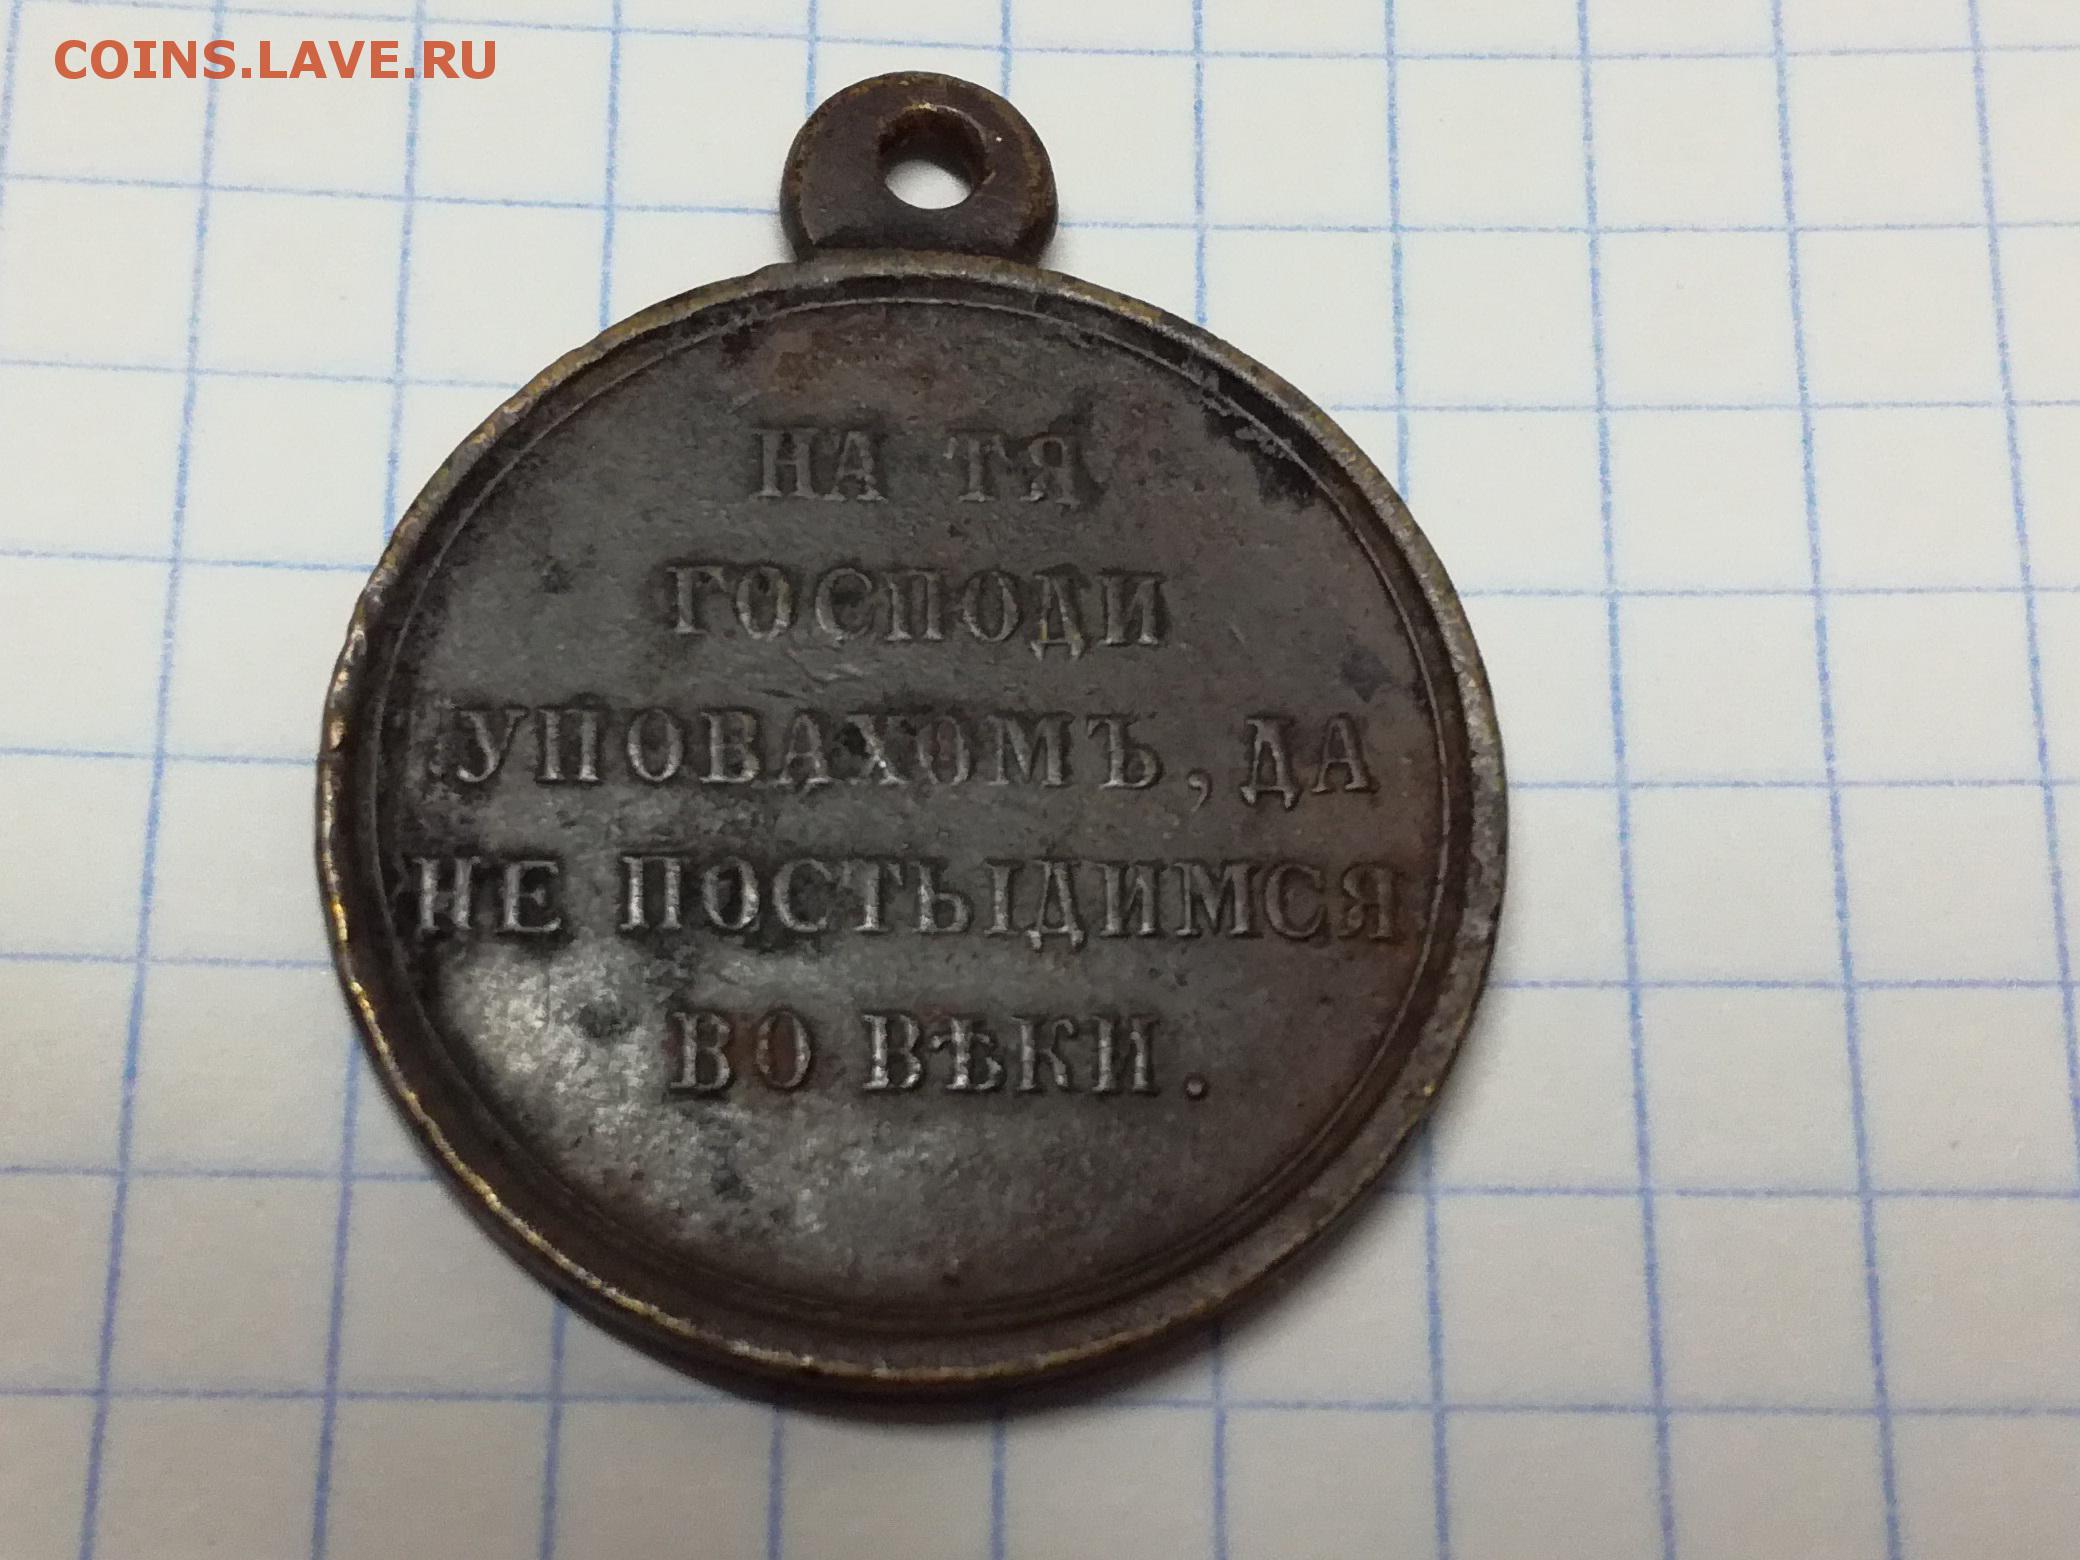 COINS.LAVE.RU
НА ТЯ
ГОСПОДИ
УПОВАХОМЪ, ДА
НЕ ПОСТЫДИМСЯ
ВО ВѢКИ.